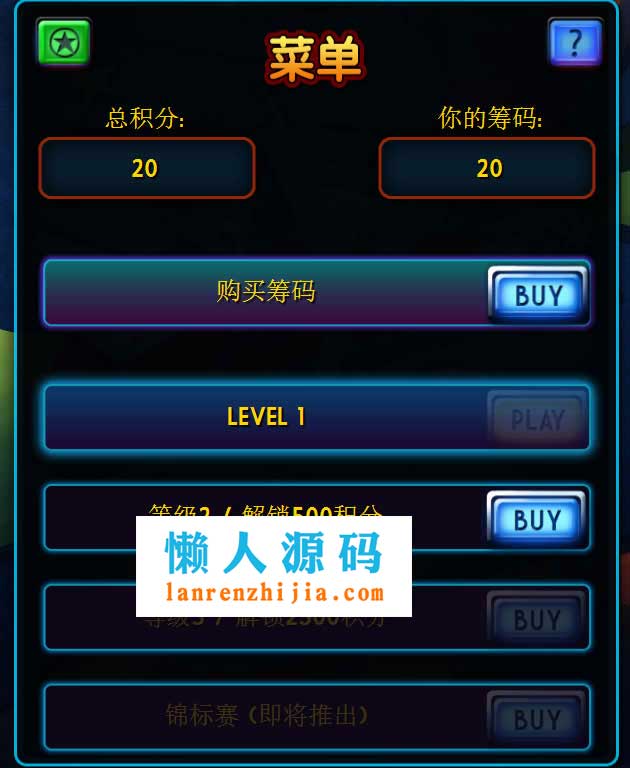 菜单
?
总积分:
你的筹码:
20
20
购买筹码
BUY
LEVEL 1
PLAY
等级2 / 解锁500积分
BUY
懒人源码
lanrenzhijia.com
等级3 / 解锁2500积分
BUY
锦标赛 (即将推出)
BUY